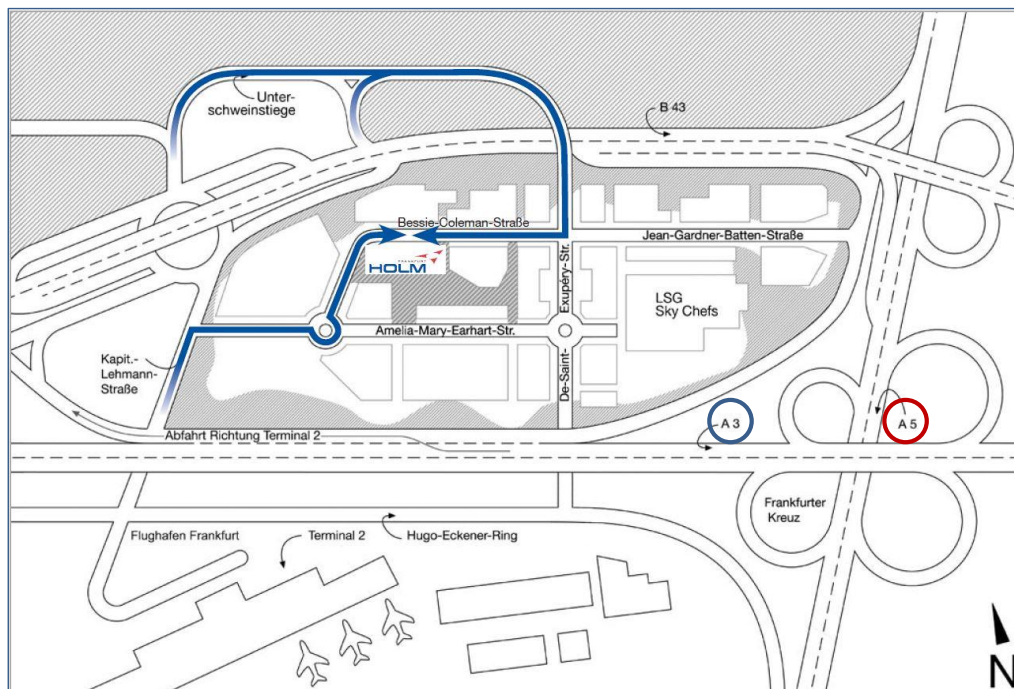 Unter-
schweinstiege
B 43
Bessie-Coleman-Straße
Jean-Gardner-Batten-Straße
FRANKFURT
HOLM
De-Saint-Exupéry-Str.
LSG
Sky Chefs
Amelia-Mary-Earhart-Str.
Kapit.-
Lehmann-
Straße
A 3
A 5
Abfahrt Richtung Terminal 2
Frankfurter
Kreuz
Flughafen Frankfurt
Terminal 2
Hugo-Eckener-Ring
N